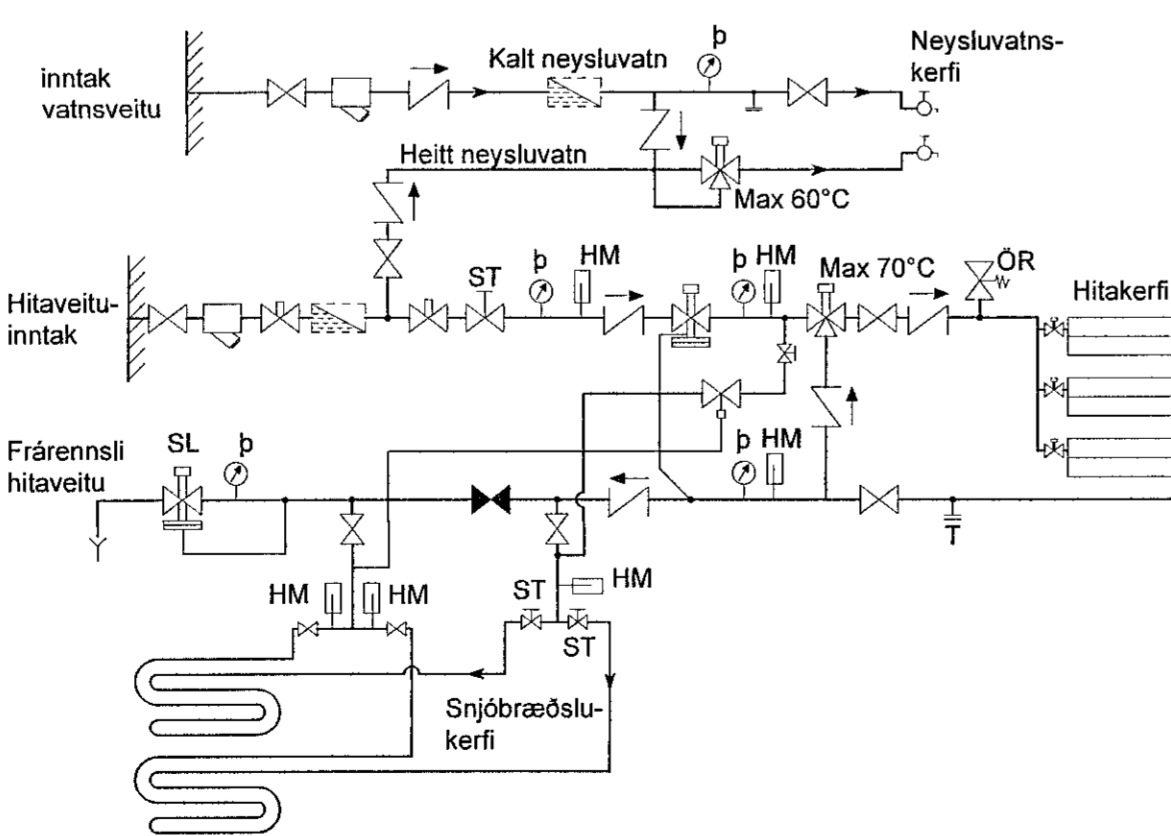 inntak
vatnsveitu
Kalt neysluvatn
þ
Neysluvatns-
kerfi
Heitt neysluvatn
Max 60°C
Hitaveitu-
inntak
ST
þ
HM
þ
HM
Max 70°C
ÖR
Hitakerfi
Frárennsli
hitaveitu
SL
þ
þ
HM
HM
HM
ST
HM
ST
Snjóbræðslu-
kerfi